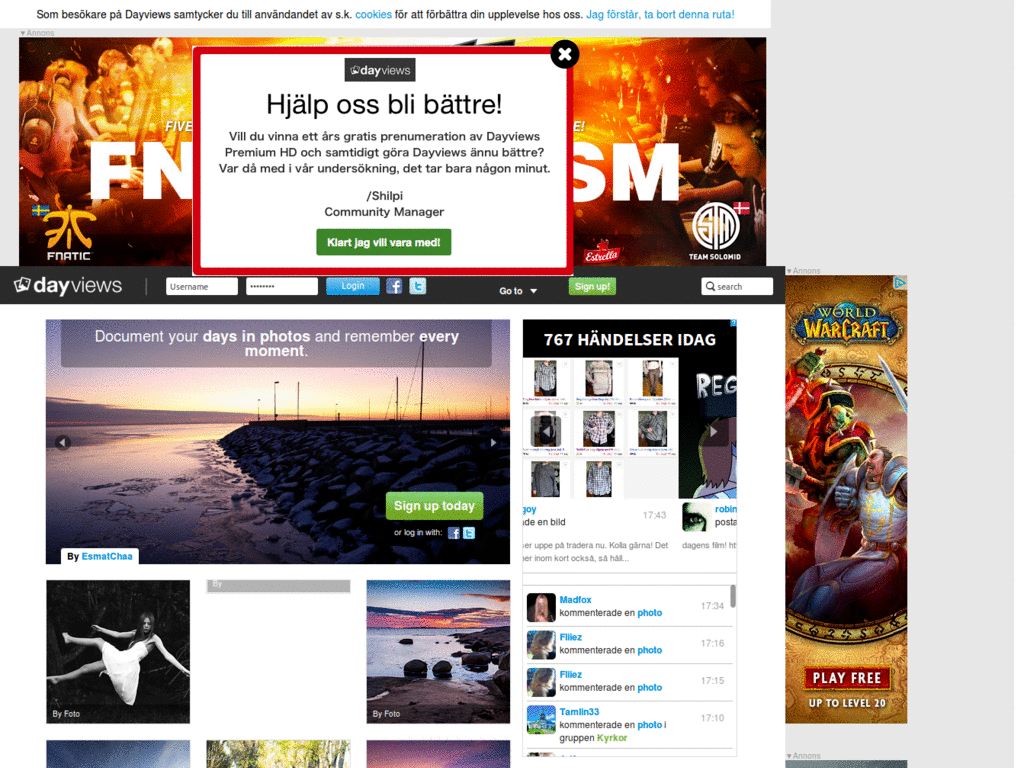 Som besökare på Dayviews samtycker du till användandet av s.k. cookies för att förbättra din upplevelse hos oss. Jag förstår, ta bort denna ruta!
▼Annons
dayviews
Hjälp oss bli bättre!
Vill du vinna ett års gratis prenumeration av Dayviews
Premium HD och samtidigt göra Dayviews ännu bättre?
Var då med i vår undersökning, det tar bara någon minut.
/Shilpi
Community Manager
Klart jag vill vara med!
FIVE
E!
FN
SM
FNATIC
Estrella
TSM
TEAM SOLOMID
dayviews
Username
••••••••
Login
Go to ▼
Sign up!
search
▼Annons
Document your days in photos and remember every
moment.
Sign up today
or log in with:
By EsmatChaa
767 HÄNDELSER IDAG
REG
goy
de en bild
17:43
er uppe på tradera nu. Kolla gärna! Det
ner inom kort också, så håll...
robin
posta
dagens film! ht
Madfox
kommenterade en photo
17:34
Fliiez
kommenterade en photo
17:16
Fliiez
kommenterade en photo
17:15
Tamlin33
kommenterade en photo i
gruppen Kyrkor
17:10
By Foto
By
By Foto
WORLD
OF
WARCRAFT
PLAY FREE
UP TO LEVEL 20
▼Annons